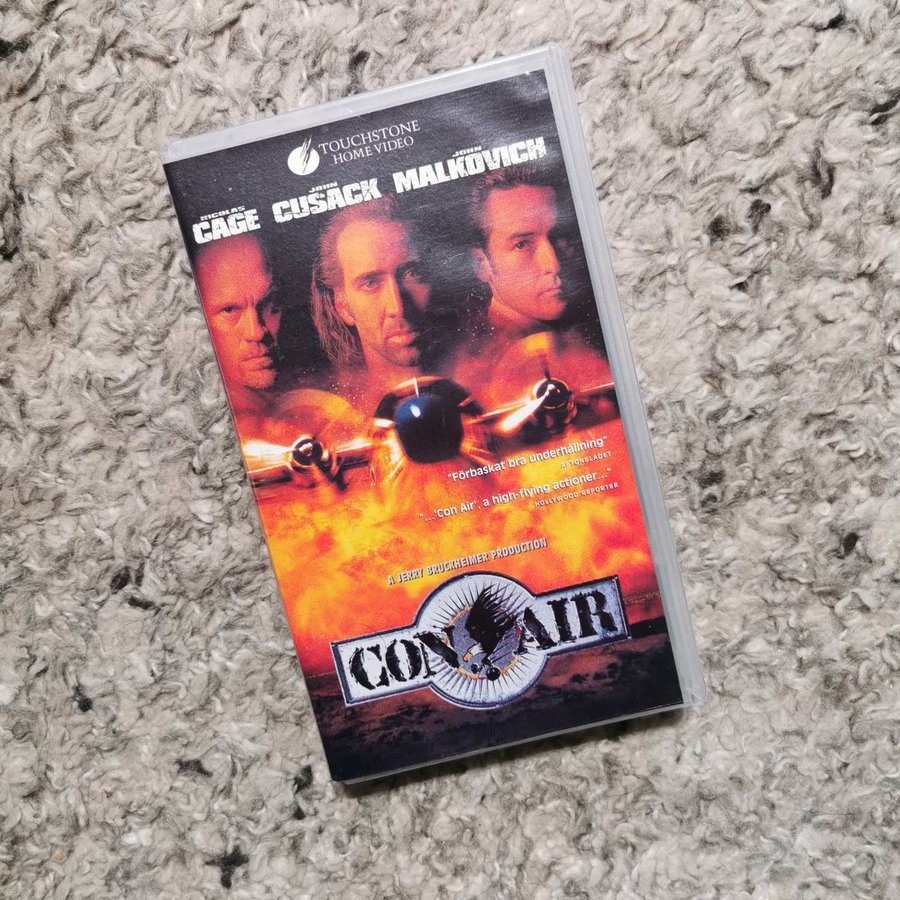 TOUCHSTONE
HOME VIDEO
NICOLAS
CAGE
JOHN
CUSACK
JOHN
MALKOVICH
"Förbaskat bra underhållning"
AFTONBLADET
"...'Con Air', a high-flying actioner..."
HOLLYWOOD REPORTER
A JERRY BRUCKHEIMER PRODUCTION
CON AIR